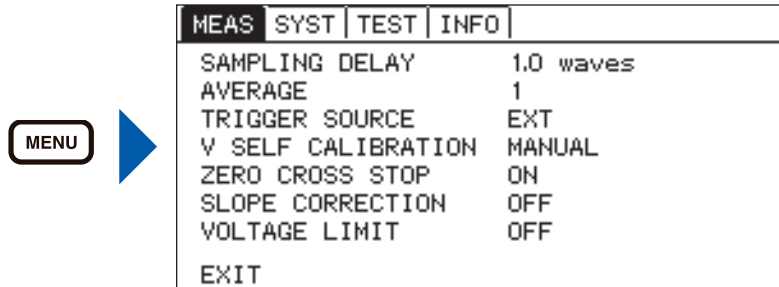 MENU
MEAS SYST TEST INFO
SAMPLING DELAY 1.0 waves
AVERAGE 1
TRIGGER SOURCE EXT
V SELF CALIBRATION MANUAL
ZERO CROSS STOP ON
SLOPE CORRECTION OFF
VOLTAGE LIMIT OFF
EXIT